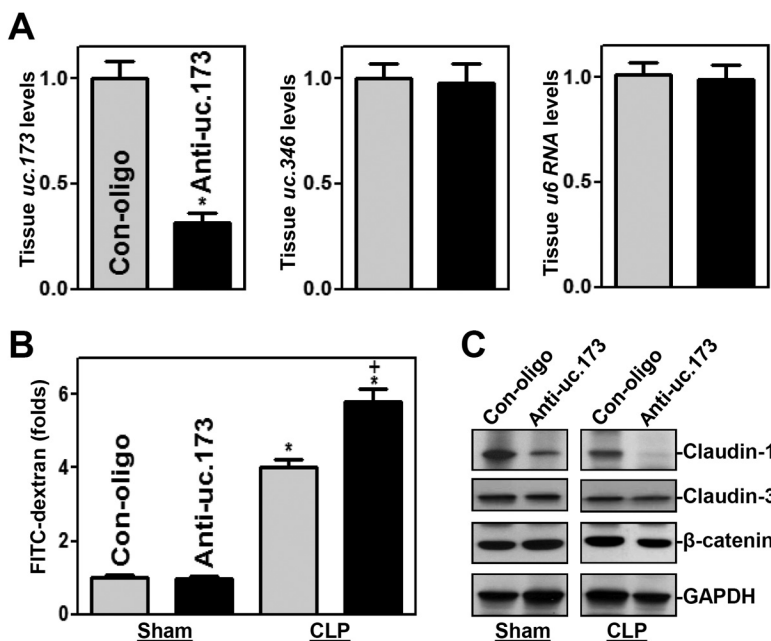 A
Tissue uc.173 levels
1.0
0.5
0.0
Con-oligo
* Anti-uc.173
Tissue uc.346 levels
1.0
0.5
0.0
Tissue u6 RNA levels
1.0
0.5
0.0
B
FITC-dextran (folds)
6
4
2
0
Con-oligo
Anti-uc.173
*
+
*
Sham
CLP
C
Con-oligo
Anti-uc.173
Con-oligo
Anti-uc.173
-Claudin-1
-Claudin-3
-β-catenin
-GAPDH
Sham
CLP